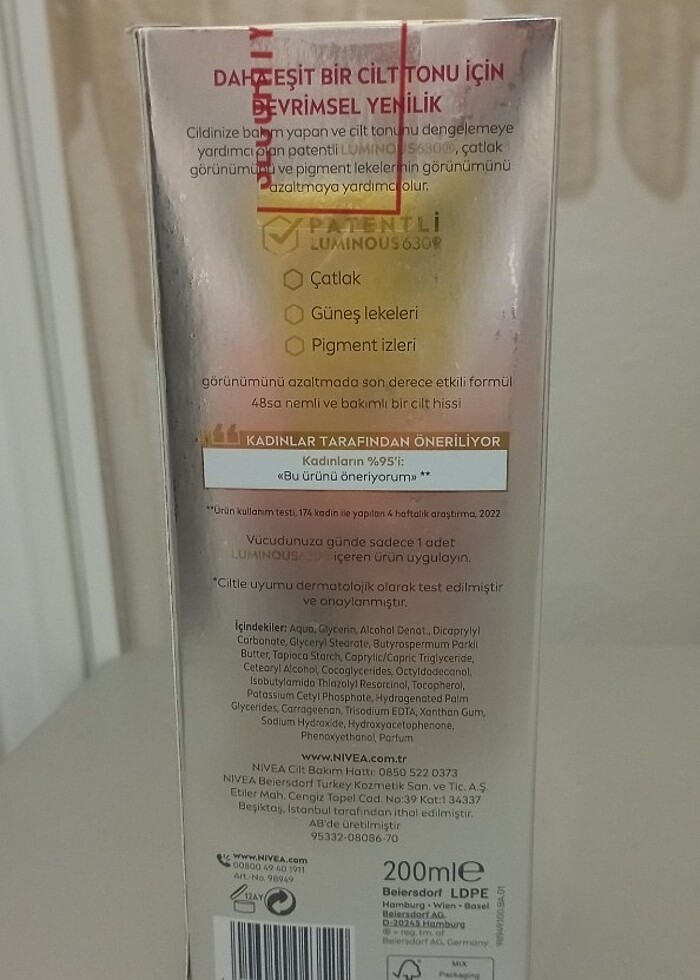 DAHA EŞİT BİR CİLT TONU İÇİN
DEVRİMSEL YENİLİK
Cildinize bakım yapan ve cilt tonunu dengelemeye
yardımcı olan patentli LUMINOUS630®, çatlak
görünümünü ve pigment lekelerinin görünümünü
azaltmaya yardımcı olur.
PATENTLİ
LUMINOUS630®
Çatlak
Güneş lekeleri
Pigment izleri
görünümünü azaltmada son derece etkili formül
48sa nemli ve bakımlı bir cilt hissi
KADINLAR TARAFINDAN ÖNERİLİYOR
Kadınların %95'i:
«Bu ürünü öneriyorum» **
**Ürün kullanım testi, 174 kadın ile yapılan 4 haftalık araştırma, 2022
Vücudunuza günde sadece 1 adet
LUMINOUS630® içeren ürün uygulayın.
*Ciltle uyumu dermatolojik olarak test edilmiştir
ve onaylanmıştır.
İçindekiler: Aqua, Glycerin, Alcohol Denat., Dicaprylyl
Carbonate, Glyceryl Stearate, Butyrospermum Parkii
Butter, Tapioca Starch, Caprylic/Capric Triglyceride,
Cetearyl Alcohol, Cocoglycerides, Octyldodecanol,
Isobutylamido Thiazolyl Resorcinol, Tocopherol,
Potassium Cetyl Phosphate, Hydrogenated Palm
Glycerides, Carrageenan, Trisodium EDTA, Xanthan Gum,
Sodium Hydroxide, Hydroxyacetophenone,
Phenoxyethanol, Parfum
www.NIVEA.com.tr
NIVEA Cilt Bakım Hattı: 0850 522 0373
NIVEA Beiersdorf Turkey Kozmetik San. ve Tic. A.Ş.
Etiler Mah. Cengiz Topel Cad. No:39 Kat:1 34337
Beşiktaş, İstanbul tarafından ithal edilmiştir.
AB'de üretilmiştir
95332-08086-70
www.NIVEA.com
00800 49 40 1911
Art.-No. 98949
12AY
200ml℮
Beiersdorf LDPE
Hamburg • Wien • Basel
Beiersdorf AG,
D-20245 Hamburg
® = reg. tm. of
Beiersdorf AG, Germany
FSC
MIX
Packaging